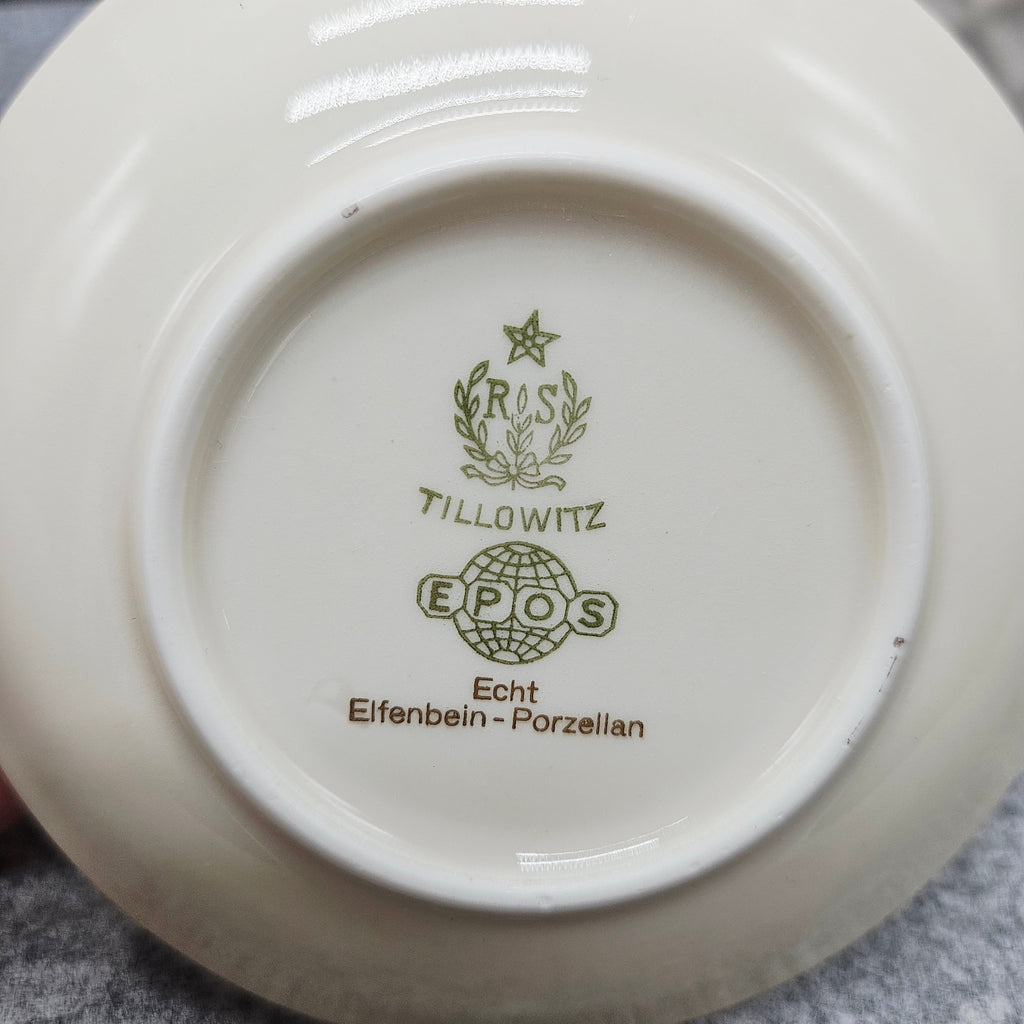 R S
TILLOWITZ
EPOS
Echt
Elfenbein-Porzellan